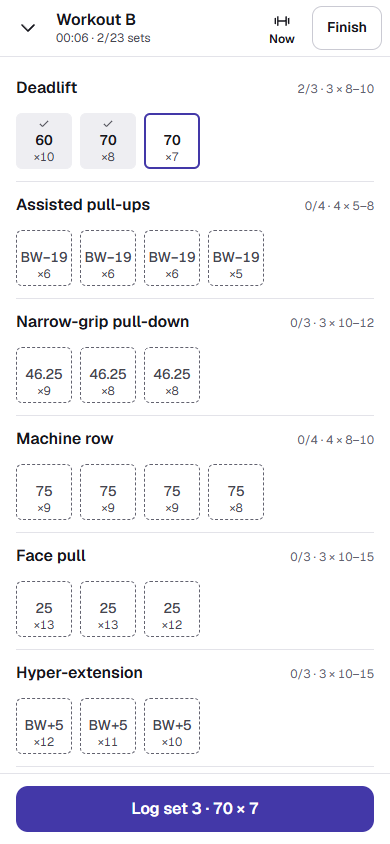 Workout B
00:06 · 2/23 sets
Now
Finish
Deadlift
2/3 · 3 × 8–10
60
×10
70
×8
70
×7
Assisted pull-ups
0/4 · 4 × 5–8
BW−19
×6
BW−19
×6
BW−19
×6
BW−19
×5
Narrow-grip pull-down
0/3 · 3 × 10–12
46.25
×9
46.25
×8
46.25
×8
Machine row
0/4 · 4 × 8–10
75
×9
75
×9
75
×9
75
×8
Face pull
0/3 · 3 × 10–15
25
×13
25
×13
25
×12
Hyper-extension
0/3 · 3 × 10–15
BW+5
×12
BW+5
×11
BW+5
×10
Log set 3 · 70 × 7